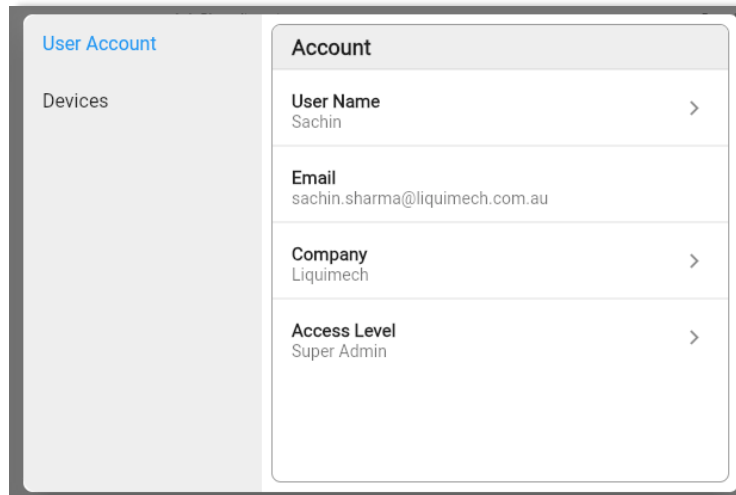 User Account
Devices
Account
User Name
Sachin
Email
sachin.sharma@liquimech.com.au
Company
Liquimech
Access Level
Super Admin